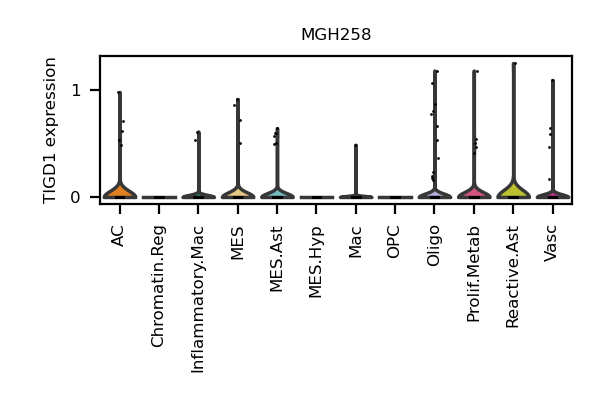 MGH258
TIGD1 expression
1
0
AC
Chromatin.Reg
Inflammatory.Mac
MES
MES.Ast
MES.Hyp
Mac
OPC
Oligo
Prolif.Metab
Reactive.Ast
Vasc